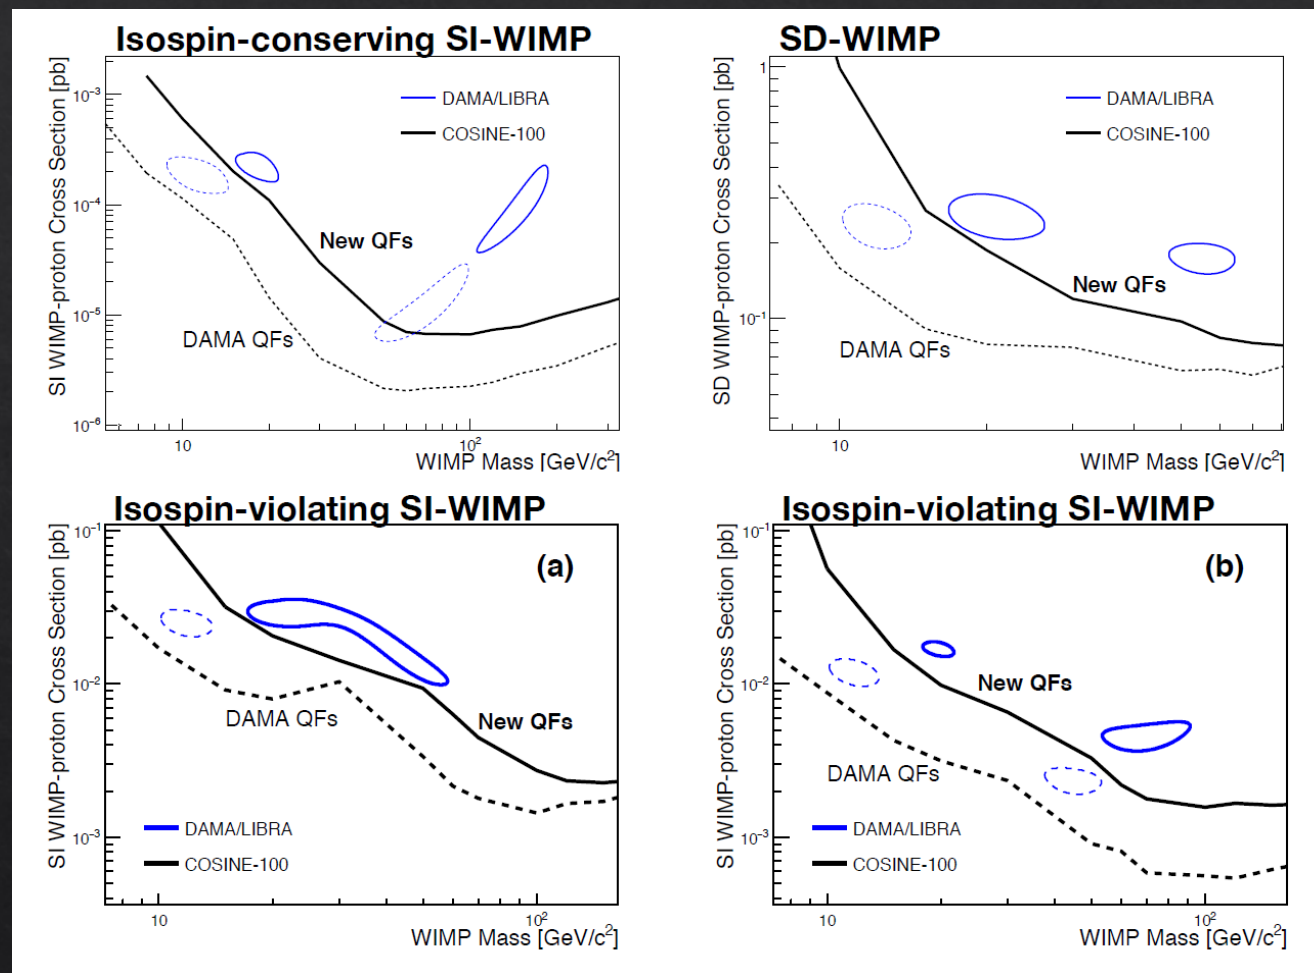 Isospin-conserving SI-WIMP
SI WIMP-proton Cross Section [pb]
10⁻³
10⁻⁴
10⁻⁵
10⁻⁶
DAMA/LIBRA
COSINE-100
New QFs
DAMA QFs
10
10²
WIMP Mass [GeV/c²]
SD-WIMP
SD WIMP-proton Cross Section [pb]
1
10⁻¹
DAMA/LIBRA
COSINE-100
New QFs
DAMA QFs
10
WIMP Mass [GeV/c²]
Isospin-violating SI-WIMP
SI WIMP-proton Cross Section [pb]
10⁻¹
10⁻²
10⁻³
(a)
DAMA QFs
New QFs
DAMA/LIBRA
COSINE-100
10
10²
WIMP Mass [GeV/c²]
Isospin-violating SI-WIMP
SI WIMP-proton Cross Section [pb]
10⁻¹
10⁻²
10⁻³
(b)
New QFs
DAMA QFs
DAMA/LIBRA
COSINE-100
10
10²
WIMP Mass [GeV/c²]